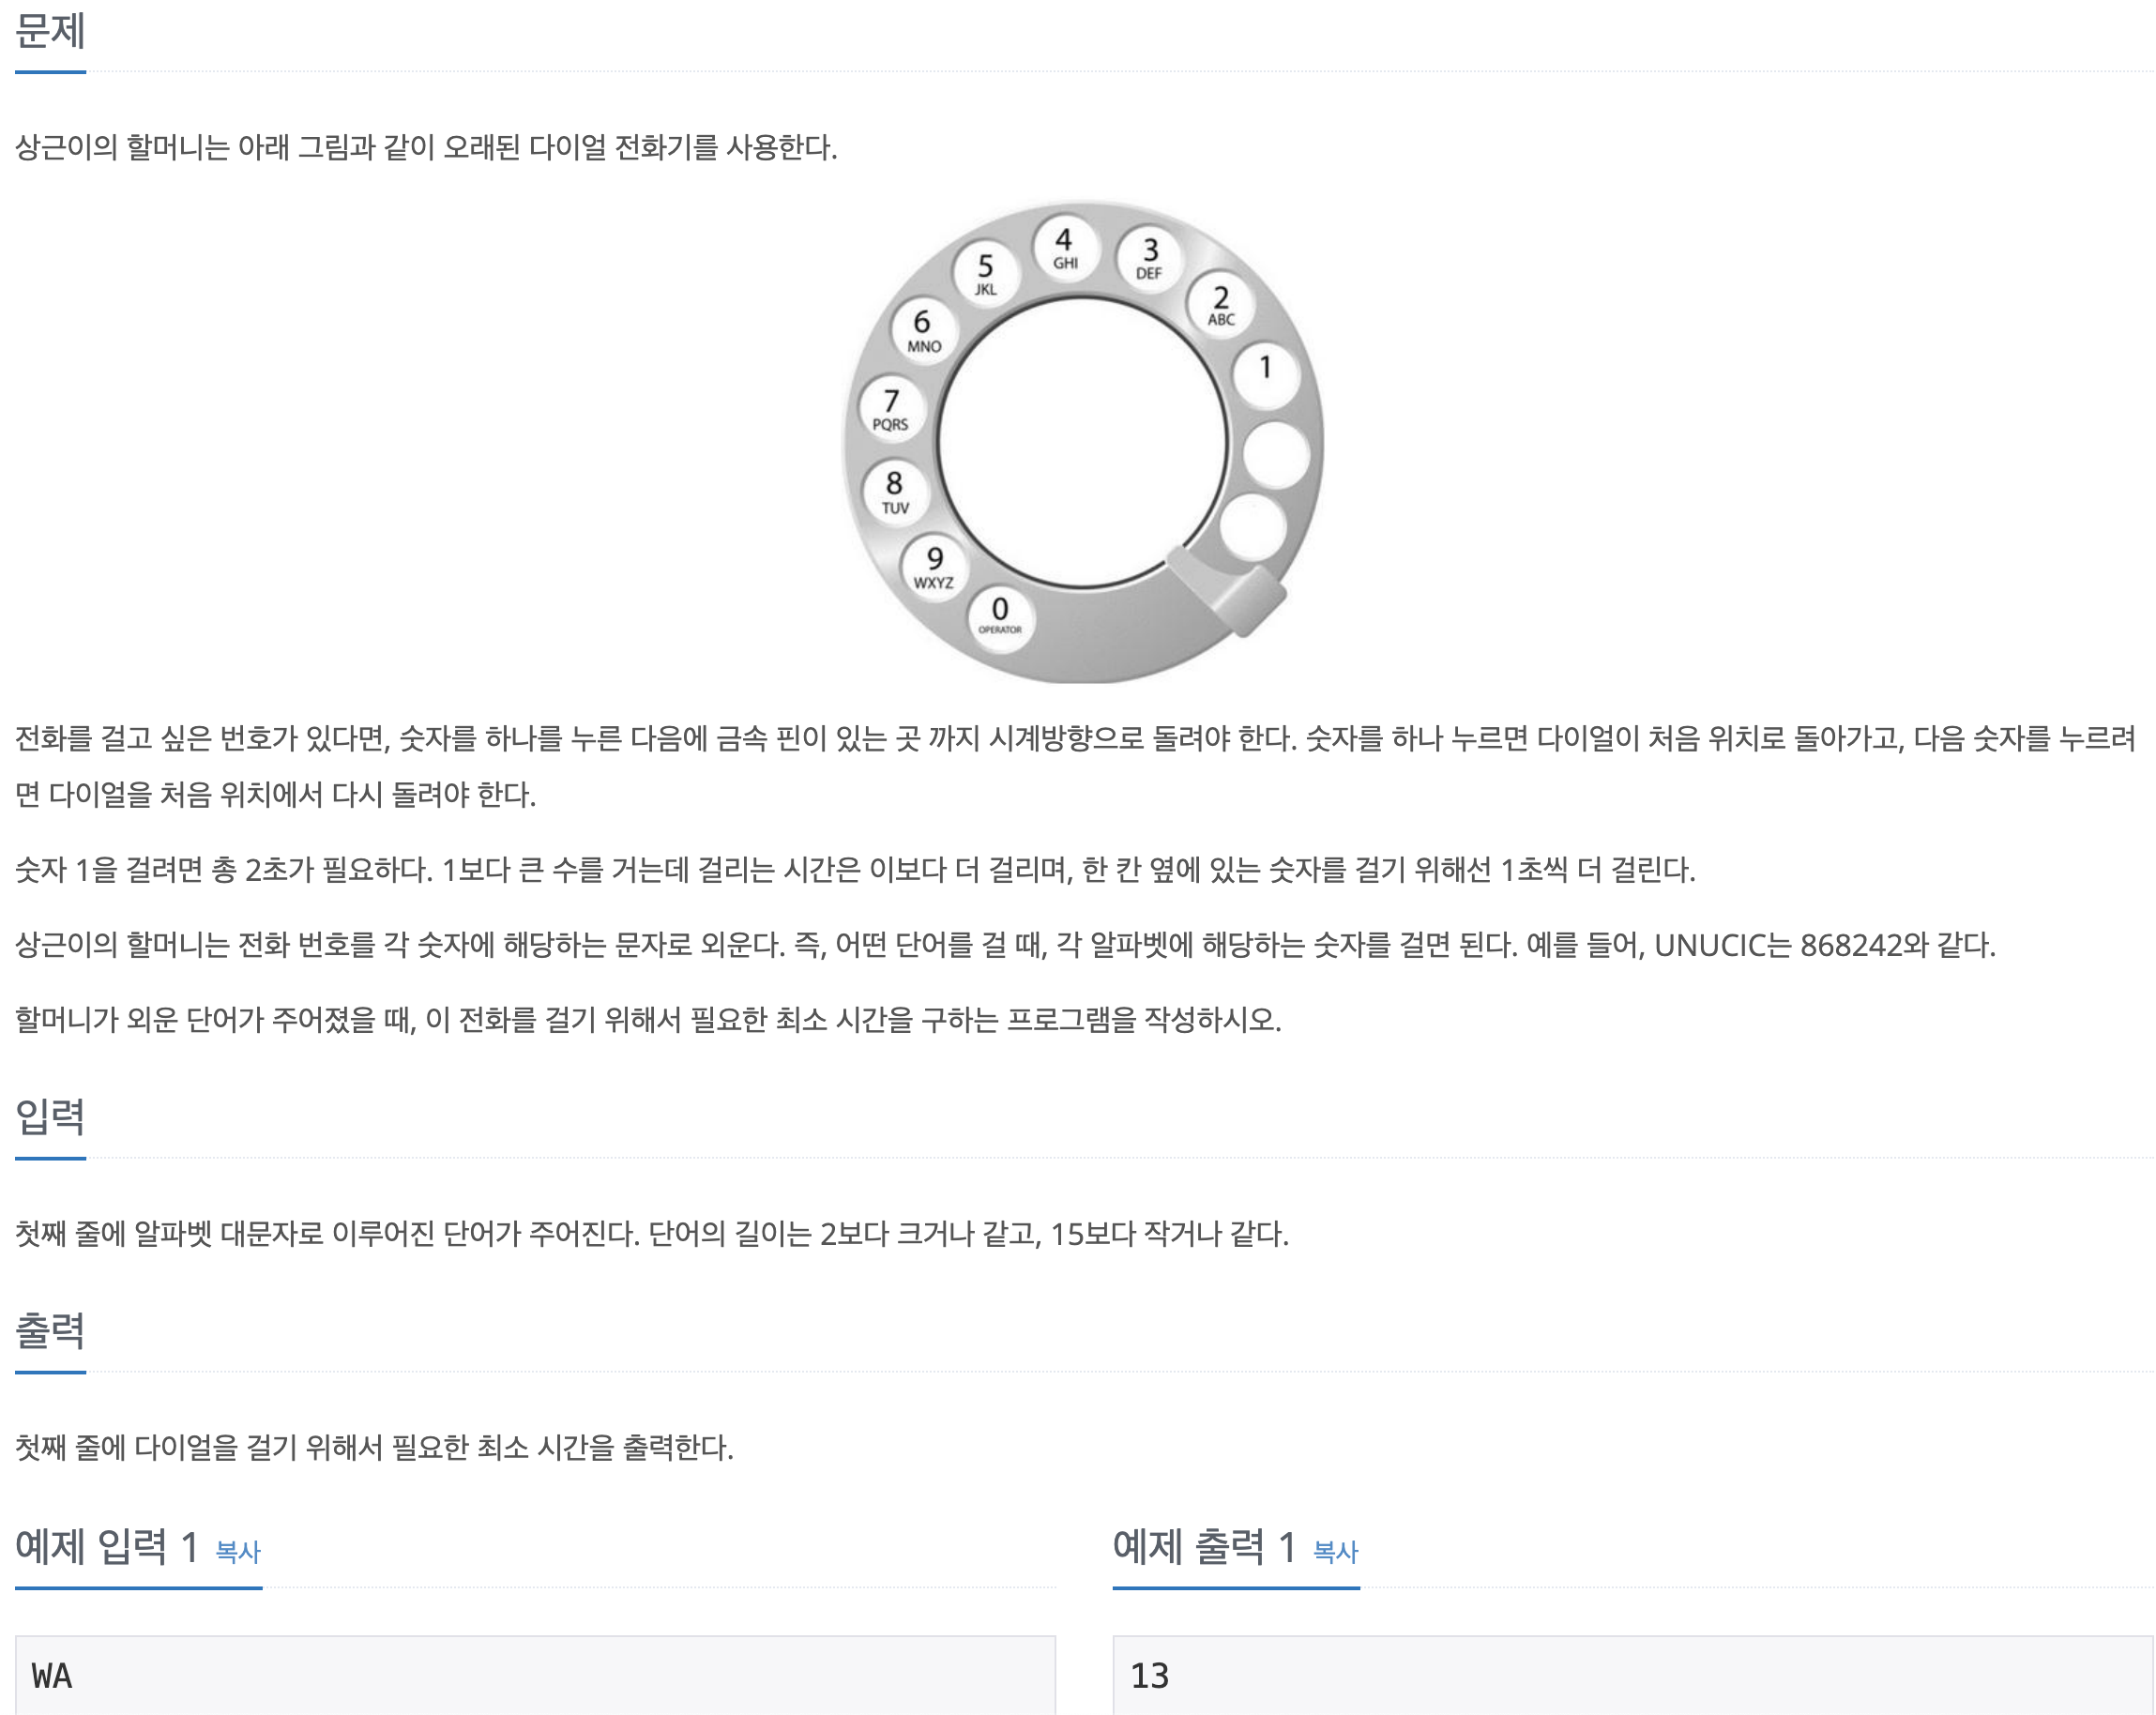 문제
상근이의 할머니는 아래 그림과 같이 오래된 다이얼 전화기를 사용한다.
4
GHI
3
DEF
5
JKL
2
ABC
6
MNO
1
7
PQRS
8
TUV
9
WXYZ
0
OPERATOR
전화를 걸고 싶은 번호가 있다면, 숫자를 하나를 누른 다음에 금속 핀이 있는 곳 까지 시계방향으로 돌려야 한다. 숫자를 하나 누르면 다이얼이 처음 위치로 돌아가고, 다음 숫자를 누르려
면 다이얼을 처음 위치에서 다시 돌려야 한다.
숫자 1을 걸려면 총 2초가 필요하다. 1보다 큰 수를 거는데 걸리는 시간은 이보다 더 걸리며, 한 칸 옆에 있는 숫자를 걸기 위해선 1초씩 더 걸린다.
상근이의 할머니는 전화 번호를 각 숫자에 해당하는 문자로 외운다. 즉, 어떤 단어를 걸 때, 각 알파벳에 해당하는 숫자를 걸면 된다. 예를 들어, UNUCIC는 868242와 같다.
할머니가 외운 단어가 주어졌을 때, 이 전화를 걸기 위해서 필요한 최소 시간을 구하는 프로그램을 작성하시오.
입력
첫째 줄에 알파벳 대문자로 이루어진 단어가 주어진다. 단어의 길이는 2보다 크거나 같고, 15보다 작거나 같다.
출력
첫째 줄에 다이얼을 걸기 위해서 필요한 최소 시간을 출력한다.
예제 입력 1 복사
WA
예제 출력 1 복사
13